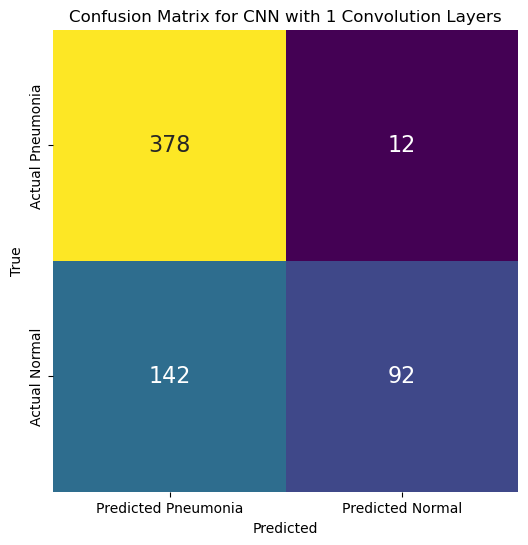 Confusion Matrix for CNN with 1 Convolution Layers
Actual Pneumonia
378
12
True
Actual Normal
142
92
Predicted Pneumonia
Predicted Normal
Predicted